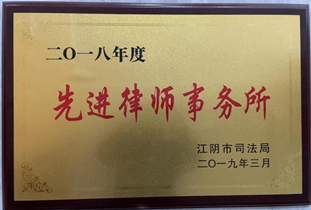 二〇一八年度
先进律师事务所
江阴市司法局
二〇一九年三月